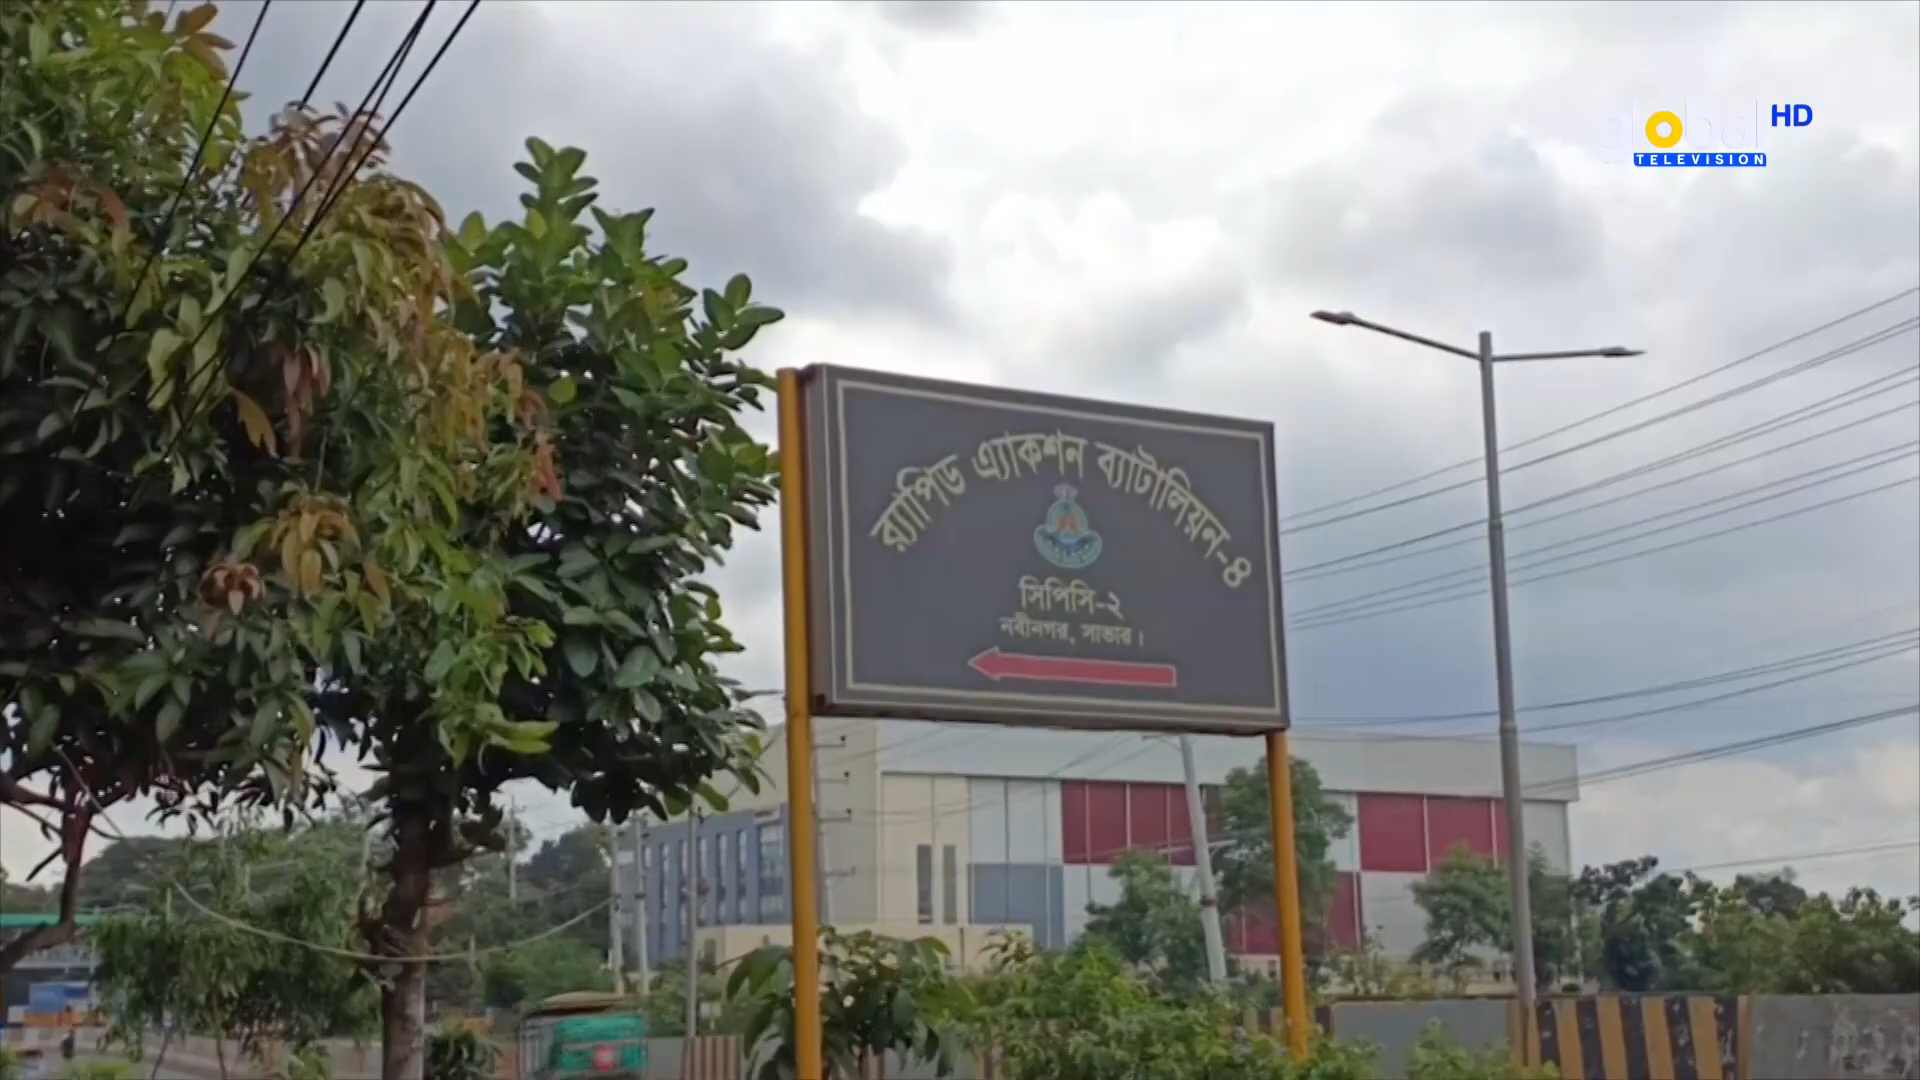 global HD
TELEVISION
র‍্যাপিড এ্যাকশন ব্যাটালিয়ন-৪
সিপিসি-২
নবীনগর, সাভার।